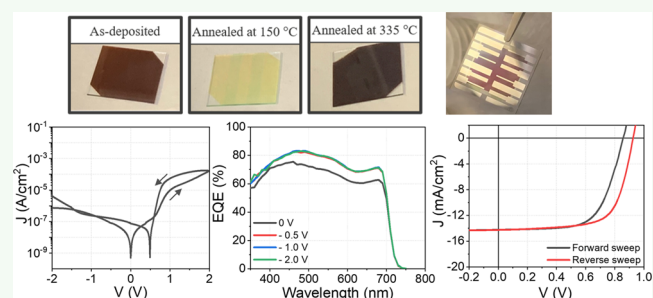 As-deposited
Annealed at 150 °C
Annealed at 335 °C
J (A/cm²)
10⁻¹
10⁻³
10⁻⁵
10⁻⁷
10⁻⁹
-2 -1 0 1 2
V (V)
EQE (%)
100
80
60
40
20
0
0 V
- 0.5 V
- 1.0 V
- 2.0 V
400 500 600 700 800
Wavelength (nm)
J (mA/cm²)
0
-4
-8
-12
-16
-20
Forward sweep
Reverse sweep
-0.2 0.0 0.2 0.4 0.6 0.8 1.0
V (V)